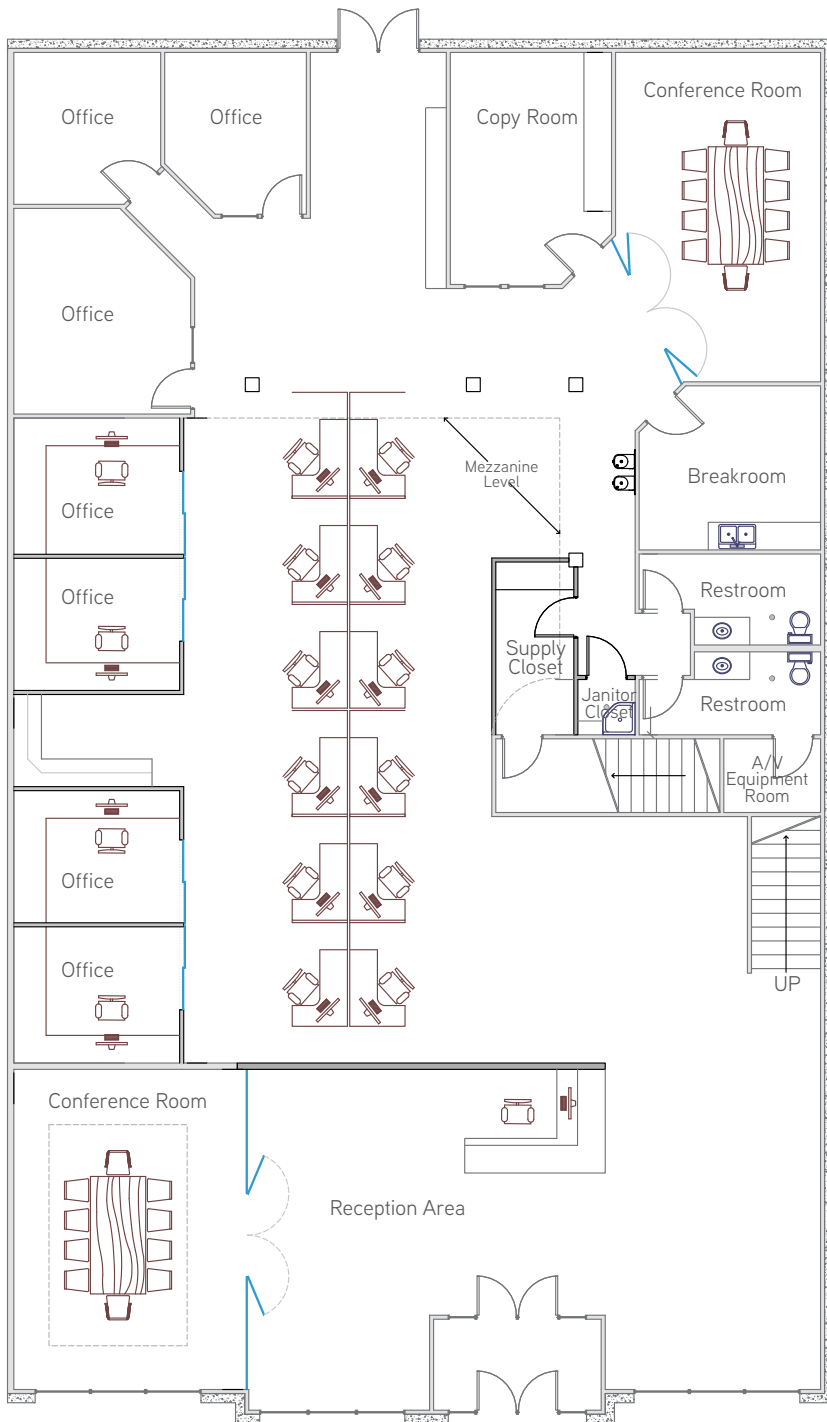 Office
Office
Copy Room
Conference Room
Office
Mezzanine
Level
Breakroom
Office
Office
Restroom
Supply
Closet
Janitor
Closet
Restroom
A/V
Equipment
Room
Office
Office
UP
Conference Room
Reception Area